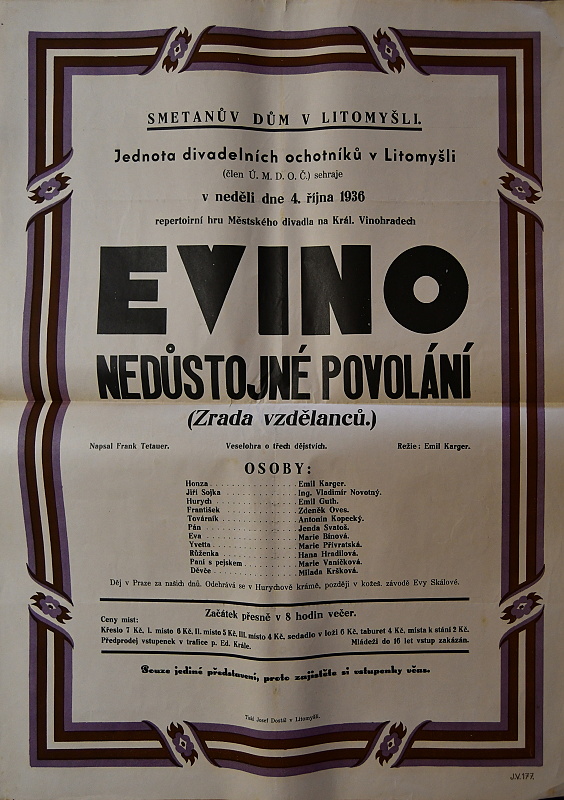 SMETANŮV DŮM V LITOMYŠLI.
Jednota divadelních ochotníků v Litomyšli
(člen Ú. M. D. O. Č.) sehraje
v neděli dne 4. října 1936
repertoirní hru Městského divadla na Král. Vinohradech
EVINO
NEDŮSTOJNÉ POVOLÁNÍ
(Zrada vzdělanců.)
Napsal Frank Tetauer. Veselohra o třech dějstvích. Režie: Emil Karger.
OSOBY:
Honza . . . . . . . . . . . . Emil Karger.
Jiří Sojka . . . . . . . . . . . . Ing. Vladimír Novotný.
Hurych . . . . . . . . . . . . Emil Guth.
František . . . . . . . . . . . . Zdeněk Oves.
Továrník . . . . . . . . . . . . Antonín Kopecký.
Pán . . . . . . . . . . . . Jenda Svatoš.
Eva . . . . . . . . . . . . Marie Bínová.
Yvetta . . . . . . . . . . . . Marie Přívratská.
Růženka . . . . . . . . . . . . Hana Hradilová.
Paní s pejskem . . . . . . . . . . . . Marie Vaníčková.
Děvče . . . . . . . . . . . . Milada Kršková.
Děj v Praze za našich dnů. Odehrává se v Hurychově krámě, později v kožeš. závodě Evy Skálové.
Začátek přesně v 8 hodin večer.
Ceny míst:
Křeslo 7 Kč, I. místo 6 Kč, II. místo 5 Kč, III. místo 4 Kč, sedadlo v loži 6 Kč, taburet 4 Kč, místa k stání 2 Kč.
Předprodej vstupenek v trafice p. Ed. Krále. Mládeži do 16 let vstup zakázán.
Pouze jediné představení, proto zajistěte si vstupenky včas.
Tiskl Josef Dostál v Litomyšli.
J.V.177.